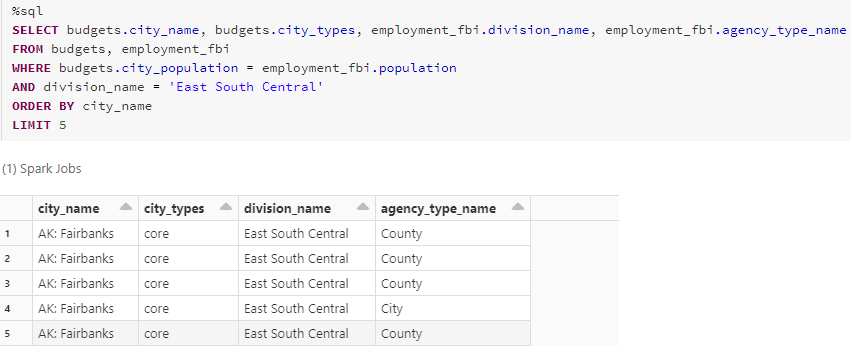 %sql
SELECT budgets.city_name, budgets.city_types, employment_fbi.division_name, employment_fbi.agency_type_name
FROM budgets, employment_fbi
WHERE budgets.city_population = employment_fbi.population
AND division_name = 'East South Central'
ORDER BY city_name
LIMIT 5
(1) Spark Jobs
city_name city_types division_name agency_type_name
1 AK: Fairbanks core East South Central County
2 AK: Fairbanks core East South Central County
3 AK: Fairbanks core East South Central County
4 AK: Fairbanks core East South Central City
5 AK: Fairbanks core East South Central County